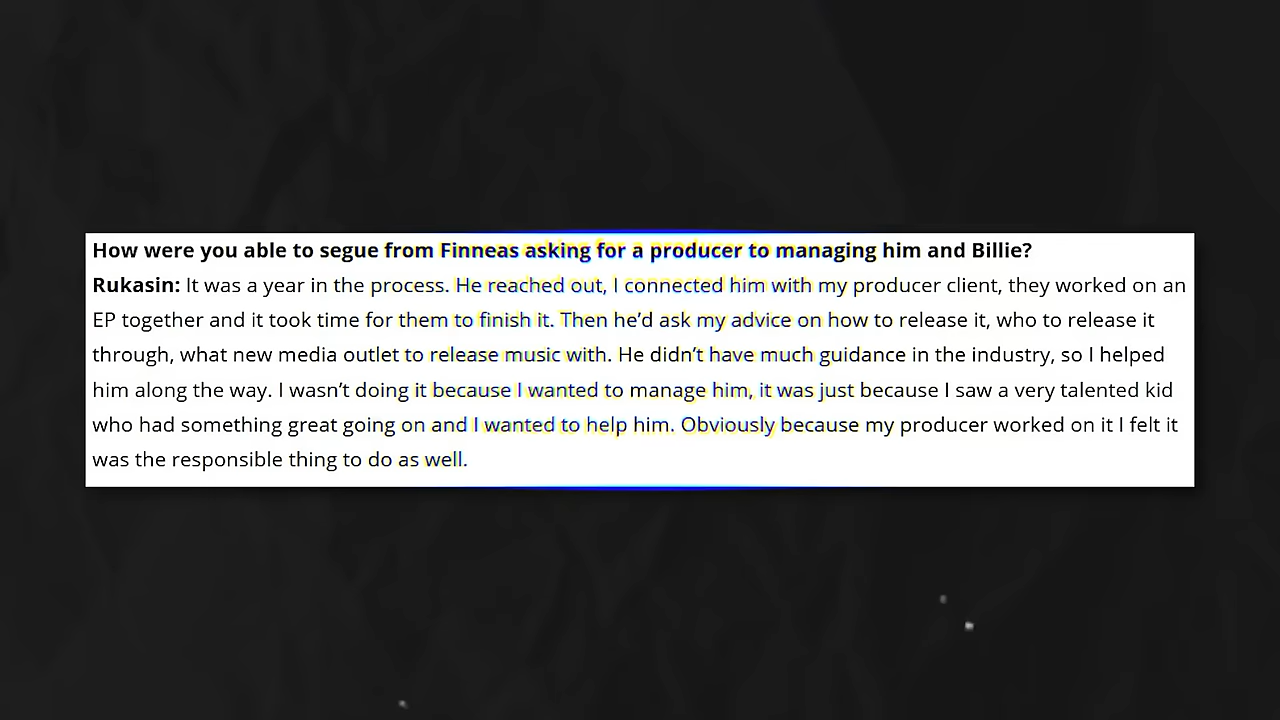 How were you able to segue from Finneas asking for a producer to managing him and Billie?
Rukasin: It was a year in the process. He reached out, I connected him with my producer client, they worked on an
EP together and it took time for them to finish it. Then he’d ask my advice on how to release it, who to release it
through, what new media outlet to release music with. He didn’t have much guidance in the industry, so I helped
him along the way. I wasn’t doing it because I wanted to manage him, it was just because I saw a very talented kid
who had something great going on and I wanted to help him. Obviously because my producer worked on it I felt it
was the responsible thing to do as well.